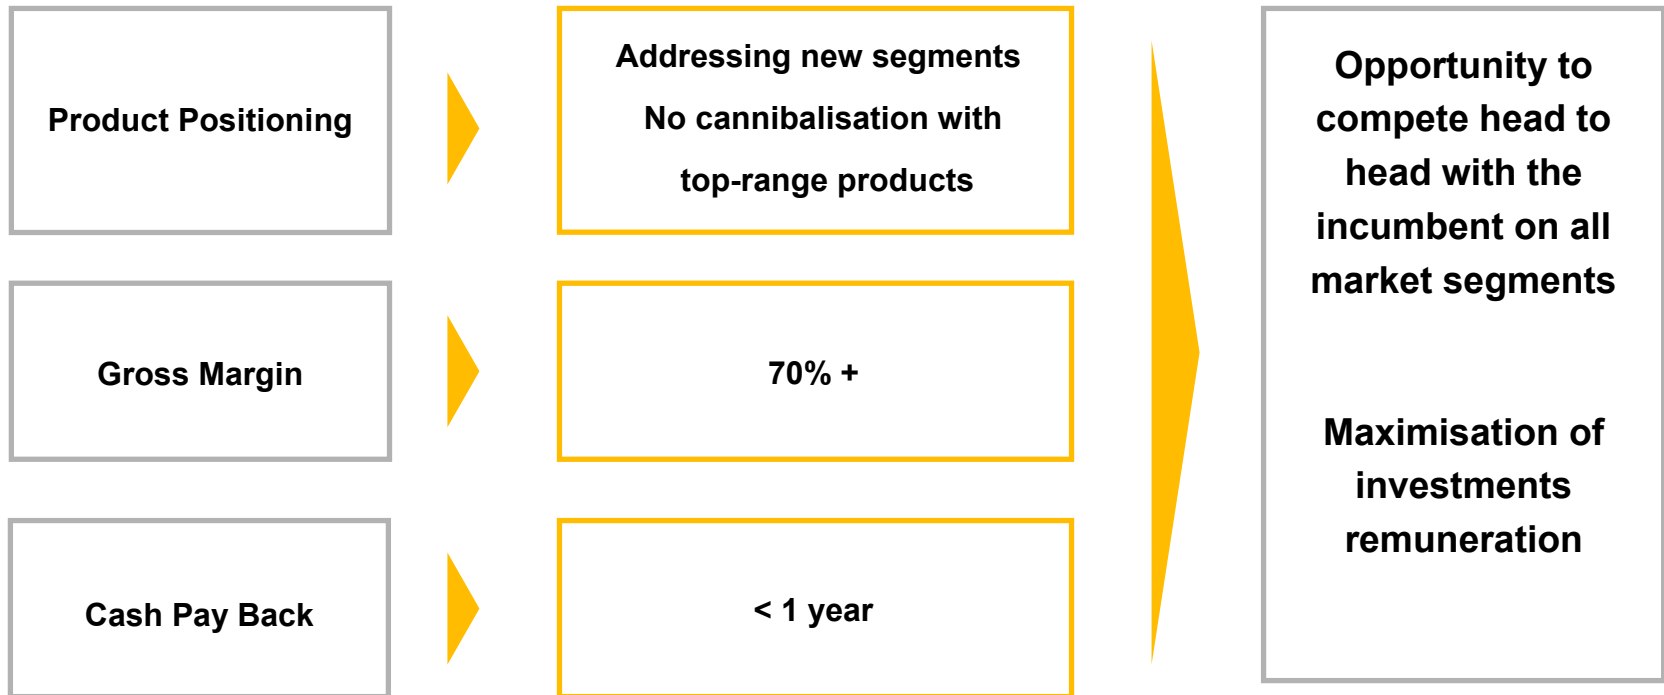 Product Positioning
Addressing new segments
No cannibalisation with
top-range products
Gross Margin
70% +
Cash Pay Back
< 1 year
Opportunity to
compete head to
head with the
incumbent on all
market segments
Maximisation of
investments
remuneration